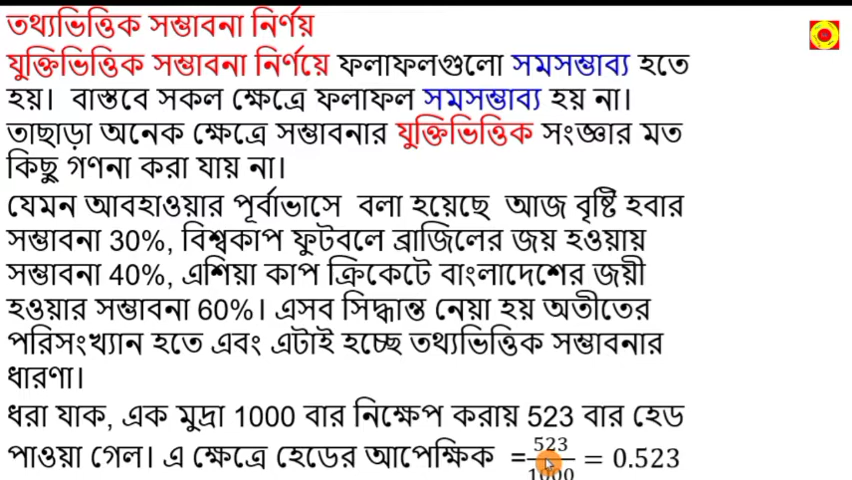 তথ্যভিত্তিক সম্ভাবনা নির্ণয়
যুক্তিভিত্তিক সম্ভাবনা নির্ণয়ে ফলাফলগুলো সমসম্ভাব্য হতে
হয়। বাস্তবে সকল ক্ষেত্রে ফলাফল সমসম্ভাব্য হয় না।
তাছাড়া অনেক ক্ষেত্রে সম্ভাবনার যুক্তিভিত্তিক সংজ্ঞার মত
কিছু গণনা করা যায় না।
যেমন আবহাওয়ার পূর্বাভাসে বলা হয়েছে আজ বৃষ্টি হবার
সম্ভাবনা 30%, বিশ্বকাপ ফুটবলে ব্রাজিলের জয় হওয়ায়
সম্ভাবনা 40%, এশিয়া কাপ ক্রিকেটে বাংলাদেশের জয়ী
হওয়ার সম্ভাবনা 60%। এসব সিদ্ধান্ত নেয়া হয় অতীতের
পরিসংখ্যান হতে এবং এটাই হচ্ছে তথ্যভিত্তিক সম্ভাবনার
ধারণা।
ধরা যাক, এক মুদ্রা 1000 বার নিক্ষেপ করায় 523 বার হেড
পাওয়া গেল। এ ক্ষেত্রে হেডের আপেক্ষিক =523/1000 = 0.523